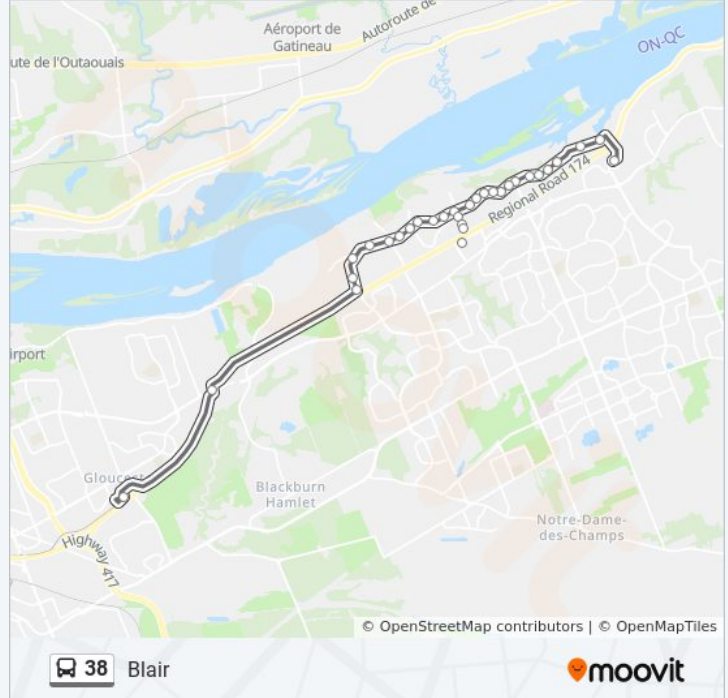 Aéroport de
Gatineau
Autoroute de
ute de l'Outaouais
ON-QC
Regional Road 174
irport
Glouces
Blackburn
Hamlet
Notre-Dame-
des-Champs
Highway 417
© OpenStreetMap contributors | © OpenMapTiles
38 Blair
moovit